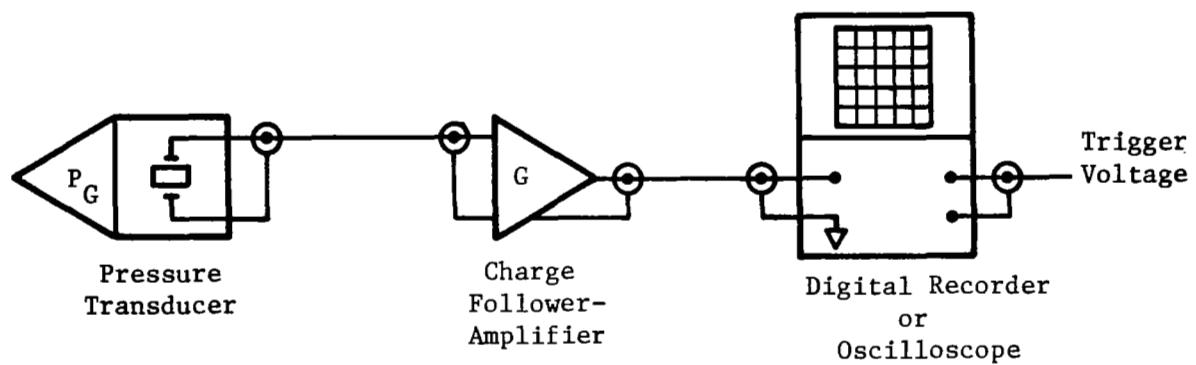 P
G
Pressure
Transducer
G
Charge
Follower-
Amplifier
Trigger
Voltage
Digital Recorder
or
Oscilloscope